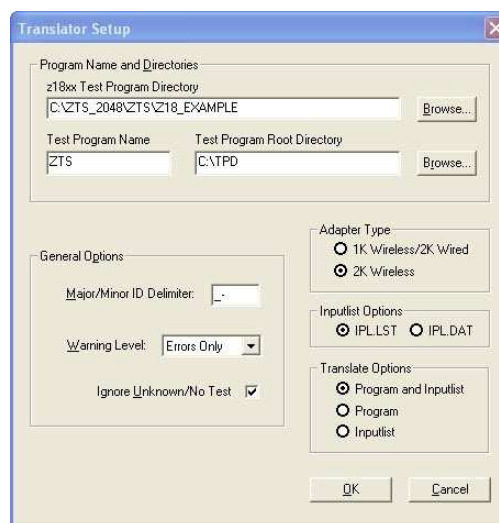 Translator Setup
Program Name and Directories
z18xx Test Program Directory
C:\ZTS_2048\ZTS\Z18_EXAMPLE
Browse...
Test Program Name
Test Program Root Directory
ZTS
C:\TPD
Browse...
General Options
Major/Minor ID Delimiter:
_-
Warning Level:
Errors Only
Ignore Unknown/No Test
Adapter Type
1K Wireless/2K Wired
2K Wireless
Inputlist Options
IPL.LST
IPL.DAT
Translate Options
Program and Inputlist
Program
Inputlist
OK
Cancel